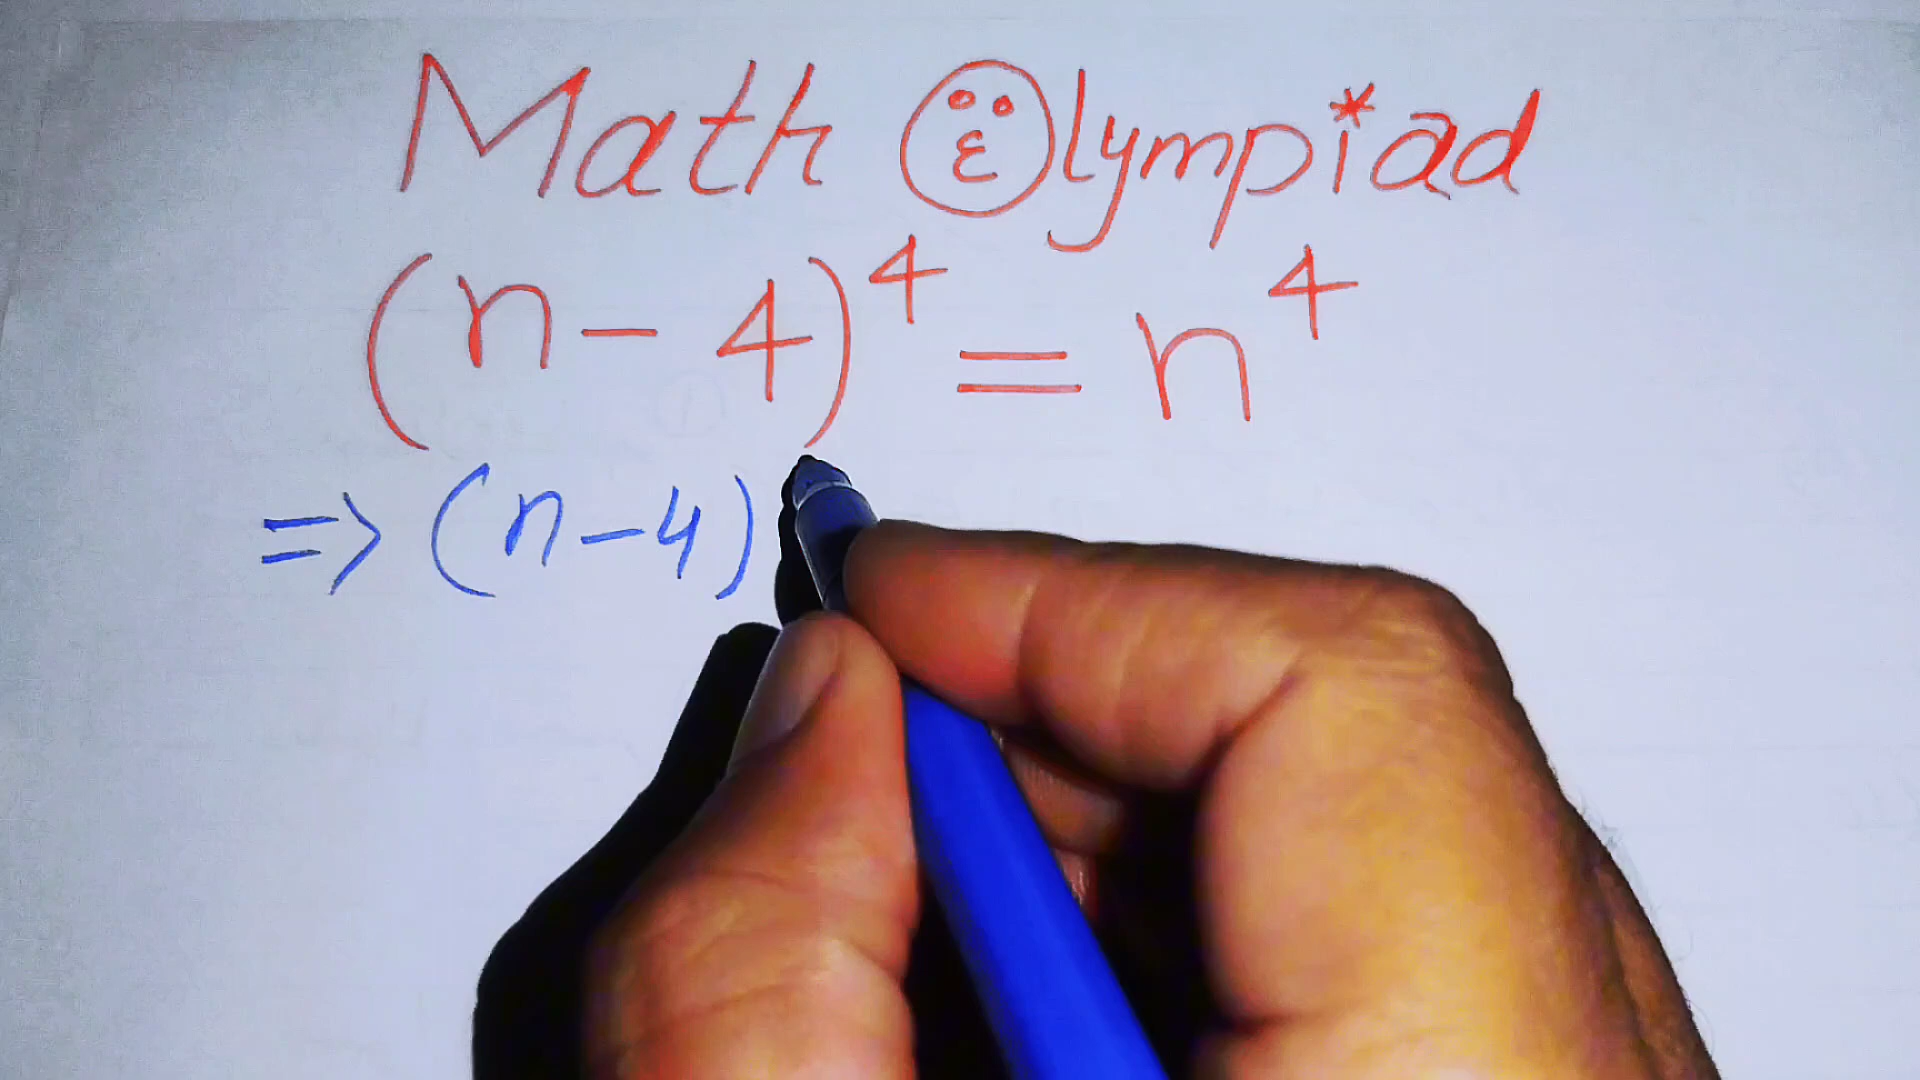 Math Olympiad
(n - 4)⁴ = n⁴
⇒ (n - 4)